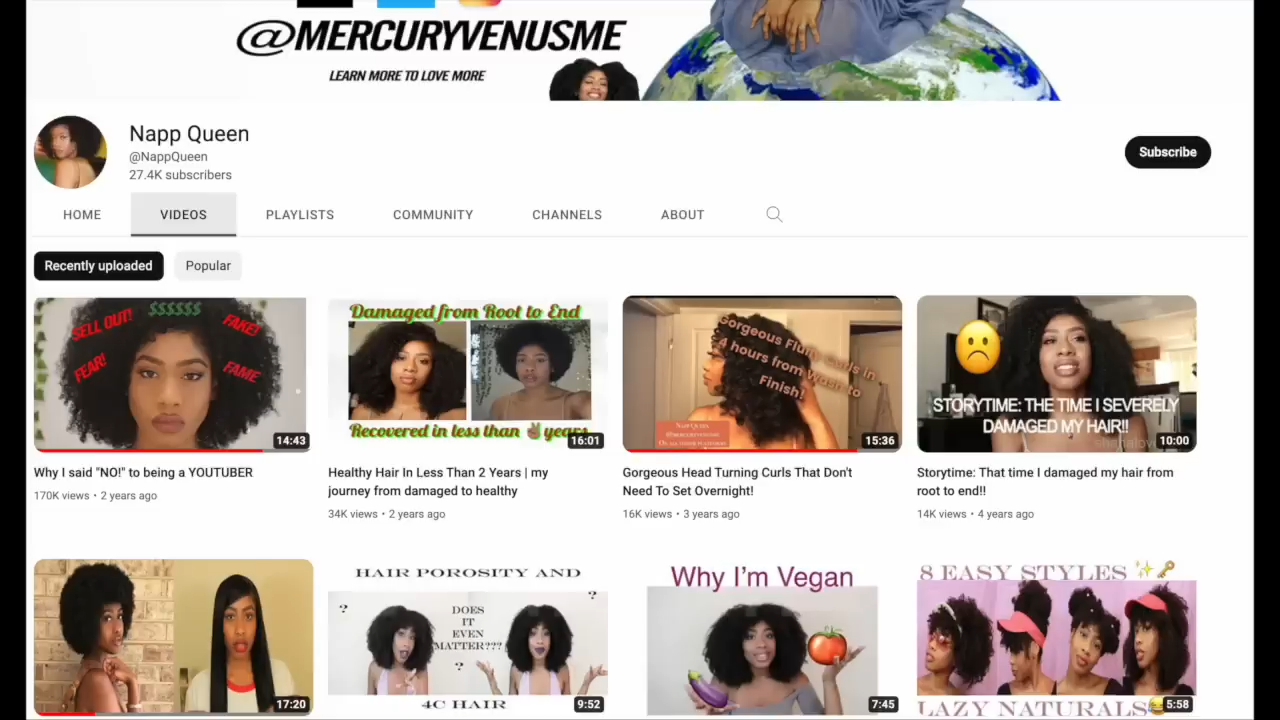 @MERCURYVENUSME
LEARN MORE TO LOVE MORE
Napp Queen
@NappQueen
27.4K subscribers
Subscribe
HOME
VIDEOS
PLAYLISTS
COMMUNITY
CHANNELS
ABOUT
Recently uploaded
Popular
SELL OUT!
$$$$$$
FAKE!
FEAR!
FAME
14:43
Why I said "NO!" to being a YOUTUBER
170K views • 2 years ago
Damaged from Root to End
Recovered in less than ✌🏽 years
16:01
Healthy Hair In Less Than 2 Years | my
journey from damaged to healthy
34K views • 2 years ago
Gorgeous Fluffy Curls in
4 hours from Wash to
Finish!
NAPPQUEEN
@MERCURYVENUSME
ON ALL OTHER PLATFORMS
15:36
Gorgeous Head Turning Curls That Don't
Need To Set Overnight!
16K views • 3 years ago
STORYTIME: THE TIME I SEVERELY
DAMAGED MY HAIR!!
10:00
Storytime: That time I damaged my hair from
root to end!!
14K views • 4 years ago
17:20
HAIR POROSITY AND
?
DOES
IT
EVEN
MATTER???
?
?
4C HAIR
9:52
Why I'm Vegan
7:45
8 EASY STYLES ✨🗝️
LAZY NATURALS😂
5:58